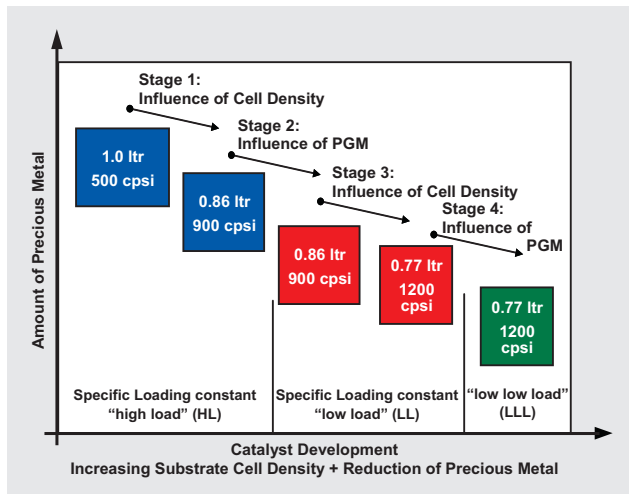 Stage 1:
Influence of Cell Density
Stage 2:
Influence of PGM
Stage 3:
Influence of Cell Density
Stage 4:
Influence of
PGM
1.0 ltr
500 cpsi
0.86 ltr
900 cpsi
0.86 ltr
900 cpsi
0.77 ltr
1200
cpsi
0.77 ltr
1200
cpsi
Amount of Precious Metal
Specific Loading constant
“high load” (HL)
Specific Loading constant
“low load” (LL)
“low low load”
(LLL)
Catalyst Development
Increasing Substrate Cell Density + Reduction of Precious Metal